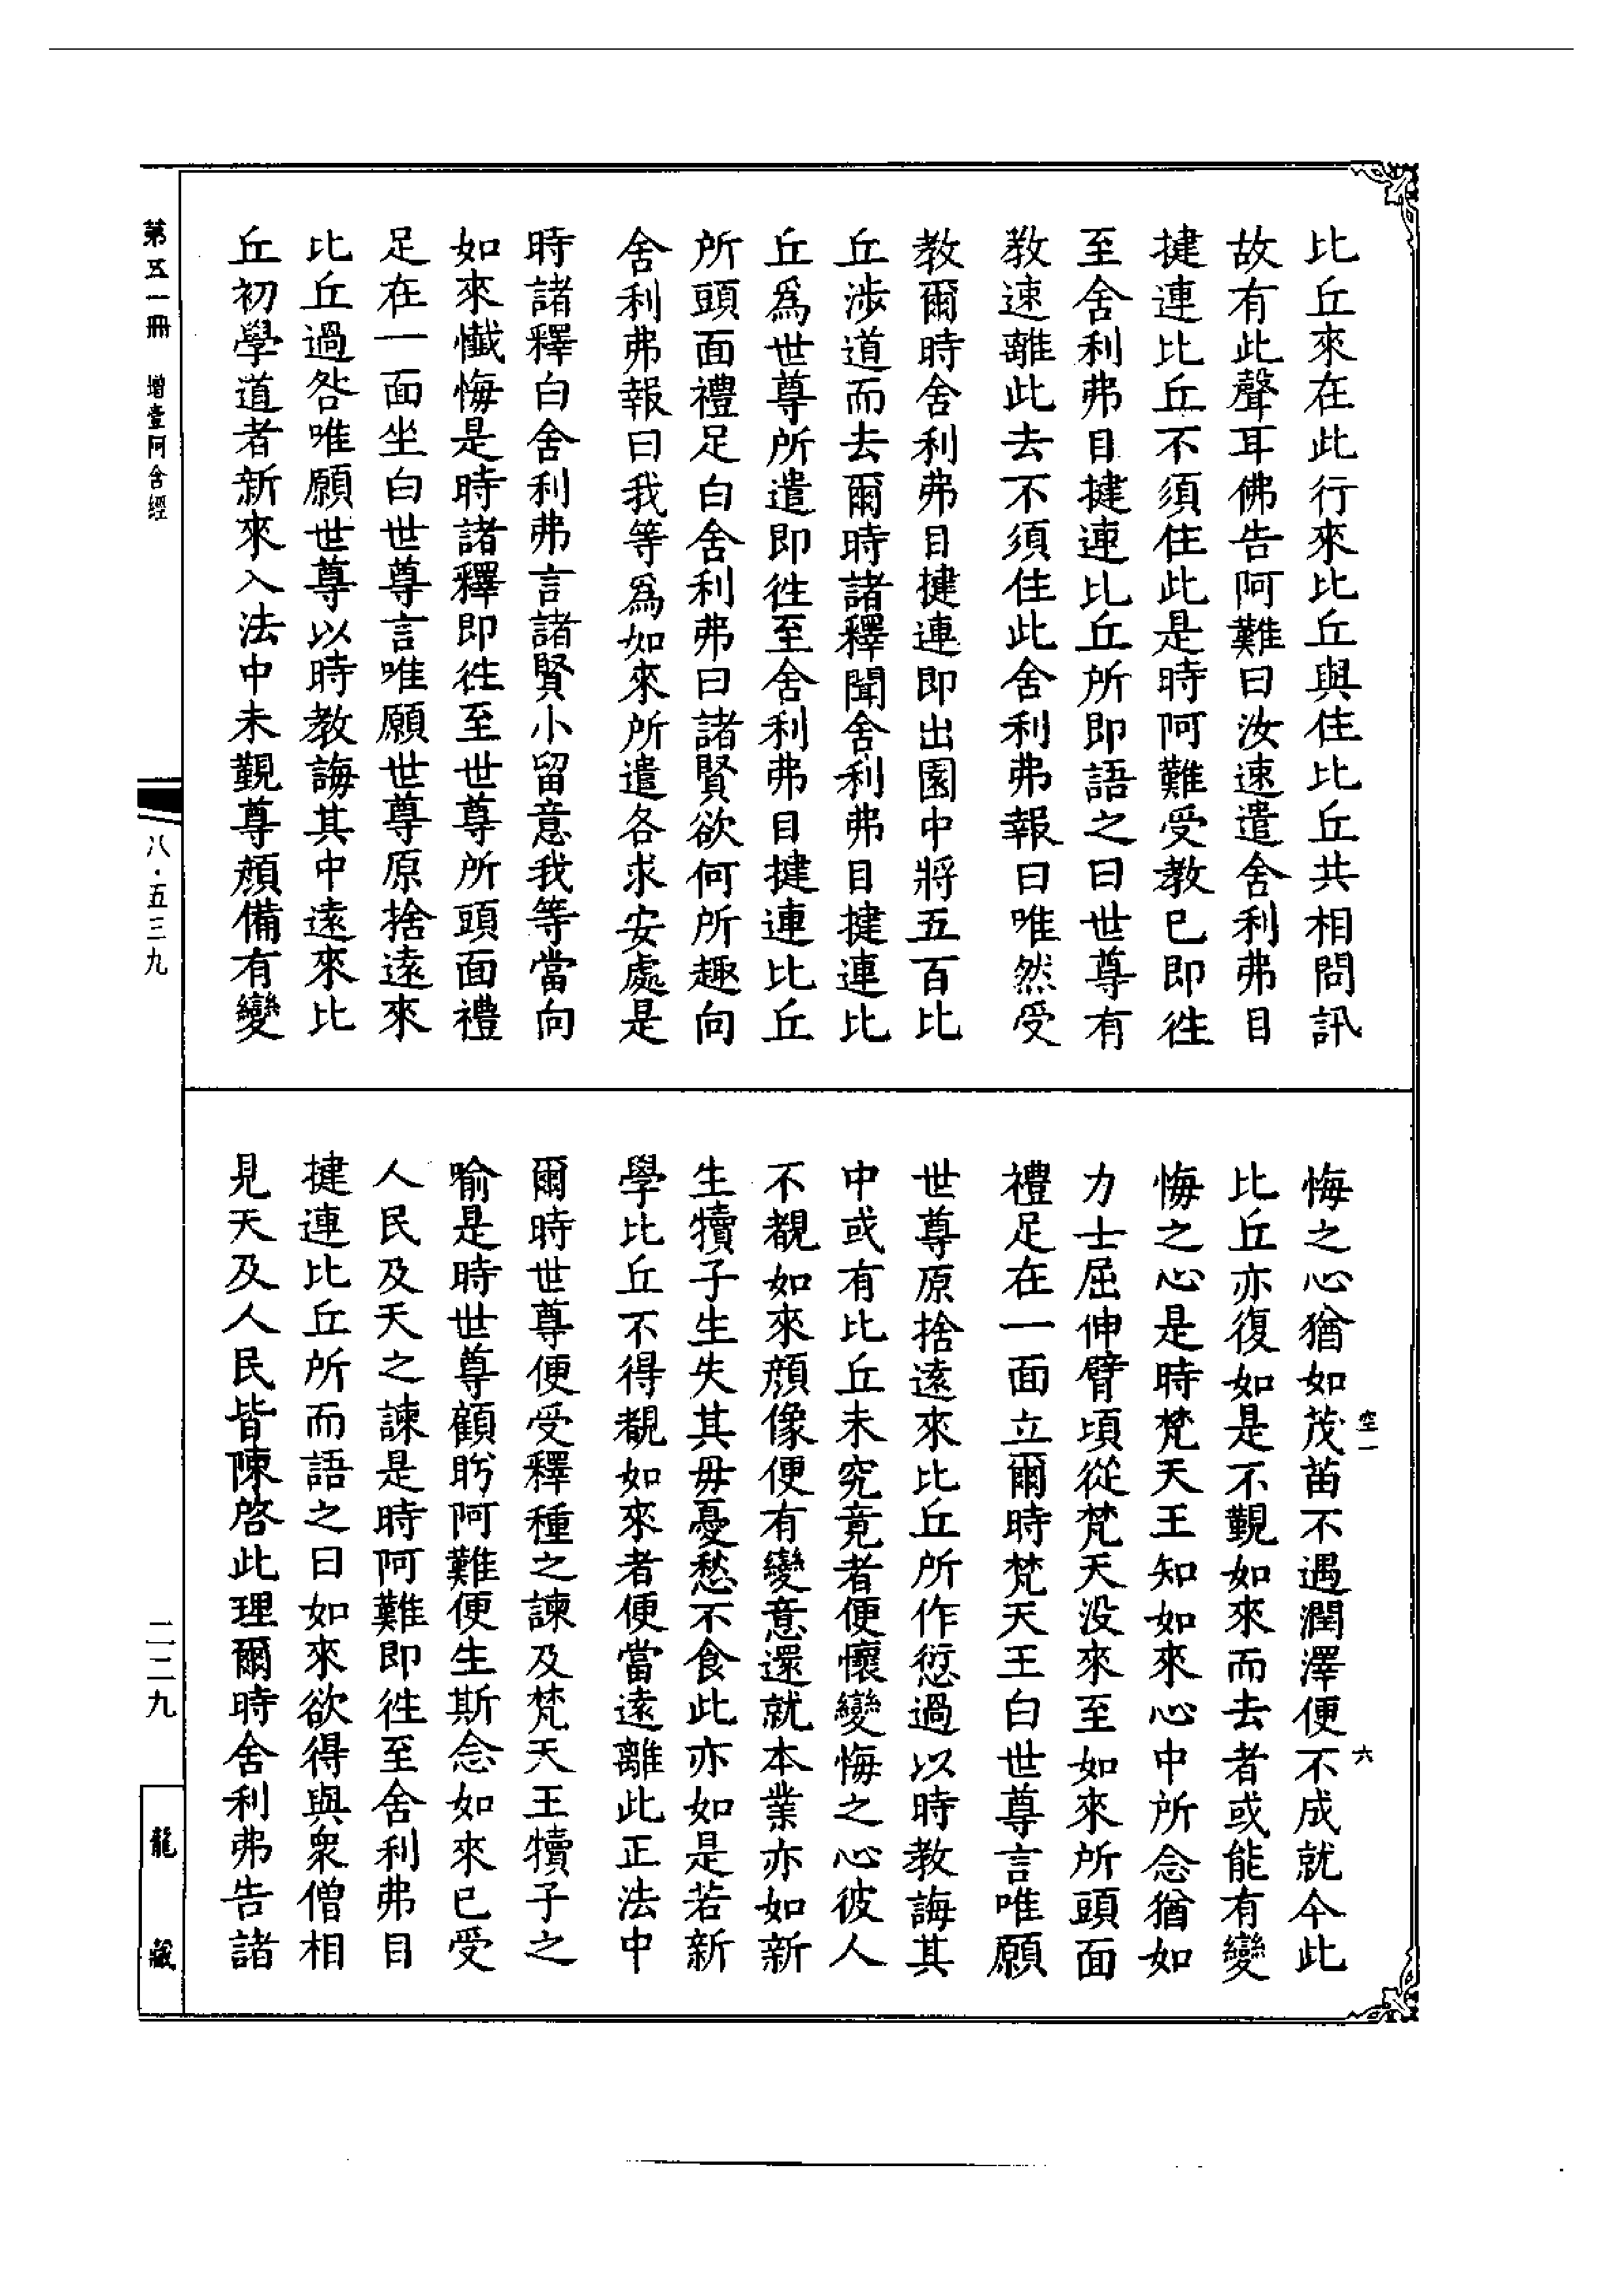 比丘來在此行來比丘與住比丘共相問訊
故有此聲耳佛告阿難曰汝速遣舍利弗目
揵連比丘不須住此是時阿難受教已即徃
至舍利弗目揵連比丘所即語之曰世尊有
教速離此去不須住此舍利弗報曰唯然受
教爾時舍利弗目揵連即出園中將五百比
丘涉道而去爾時諸釋聞舍利弗目揵連比
丘爲世尊所遣即徃至舍利弗目揵連比丘
所頭面禮足白舍利弗曰諸賢欲何所趣向
舍利弗報曰我等爲如來所遣各求安處是
時諸釋白舍利弗言諸賢小留意我等當向
如來懺悔是時諸釋即徃至世尊所頭面禮
足在一面坐白世尊言唯願世尊原捨遠來
比丘過咎唯願世尊以時教誨其中遠來比
丘初學道者新來入法中未覲尊顏備有變
悔之心猶如茂苗不遇潤澤便不成就今此
比丘亦復如是不覲如來而去者或能有變
悔之心是時梵天王知如來心中所念猶如
力士屈伸臂頃從梵天没來至如來所頭面
禮足在一面立爾時梵天王白世尊言唯願
世尊原捨遠來比丘所作愆過以時教誨其
中或有比丘未究竟者便懷變悔之心彼人
不覩如來顏像便有變意還就本業亦如新
生犢子生失其毋憂愁不食此亦如是若新
學比丘不得覩如來者便當遠離此正法中
爾時世尊便受釋種之諫及梵天王犢子之
喻是時世尊顧眄阿難便生斯念如來已受
人民及天之諫是時阿難即徃至舍利弗目
揵連比丘所而語之曰如來欲得與衆僧相
見天及人民皆陳啓此理爾時舍利弗告諸
空一
六
第五一冊 增壹阿含經
八·五三九
二二九
龍藏